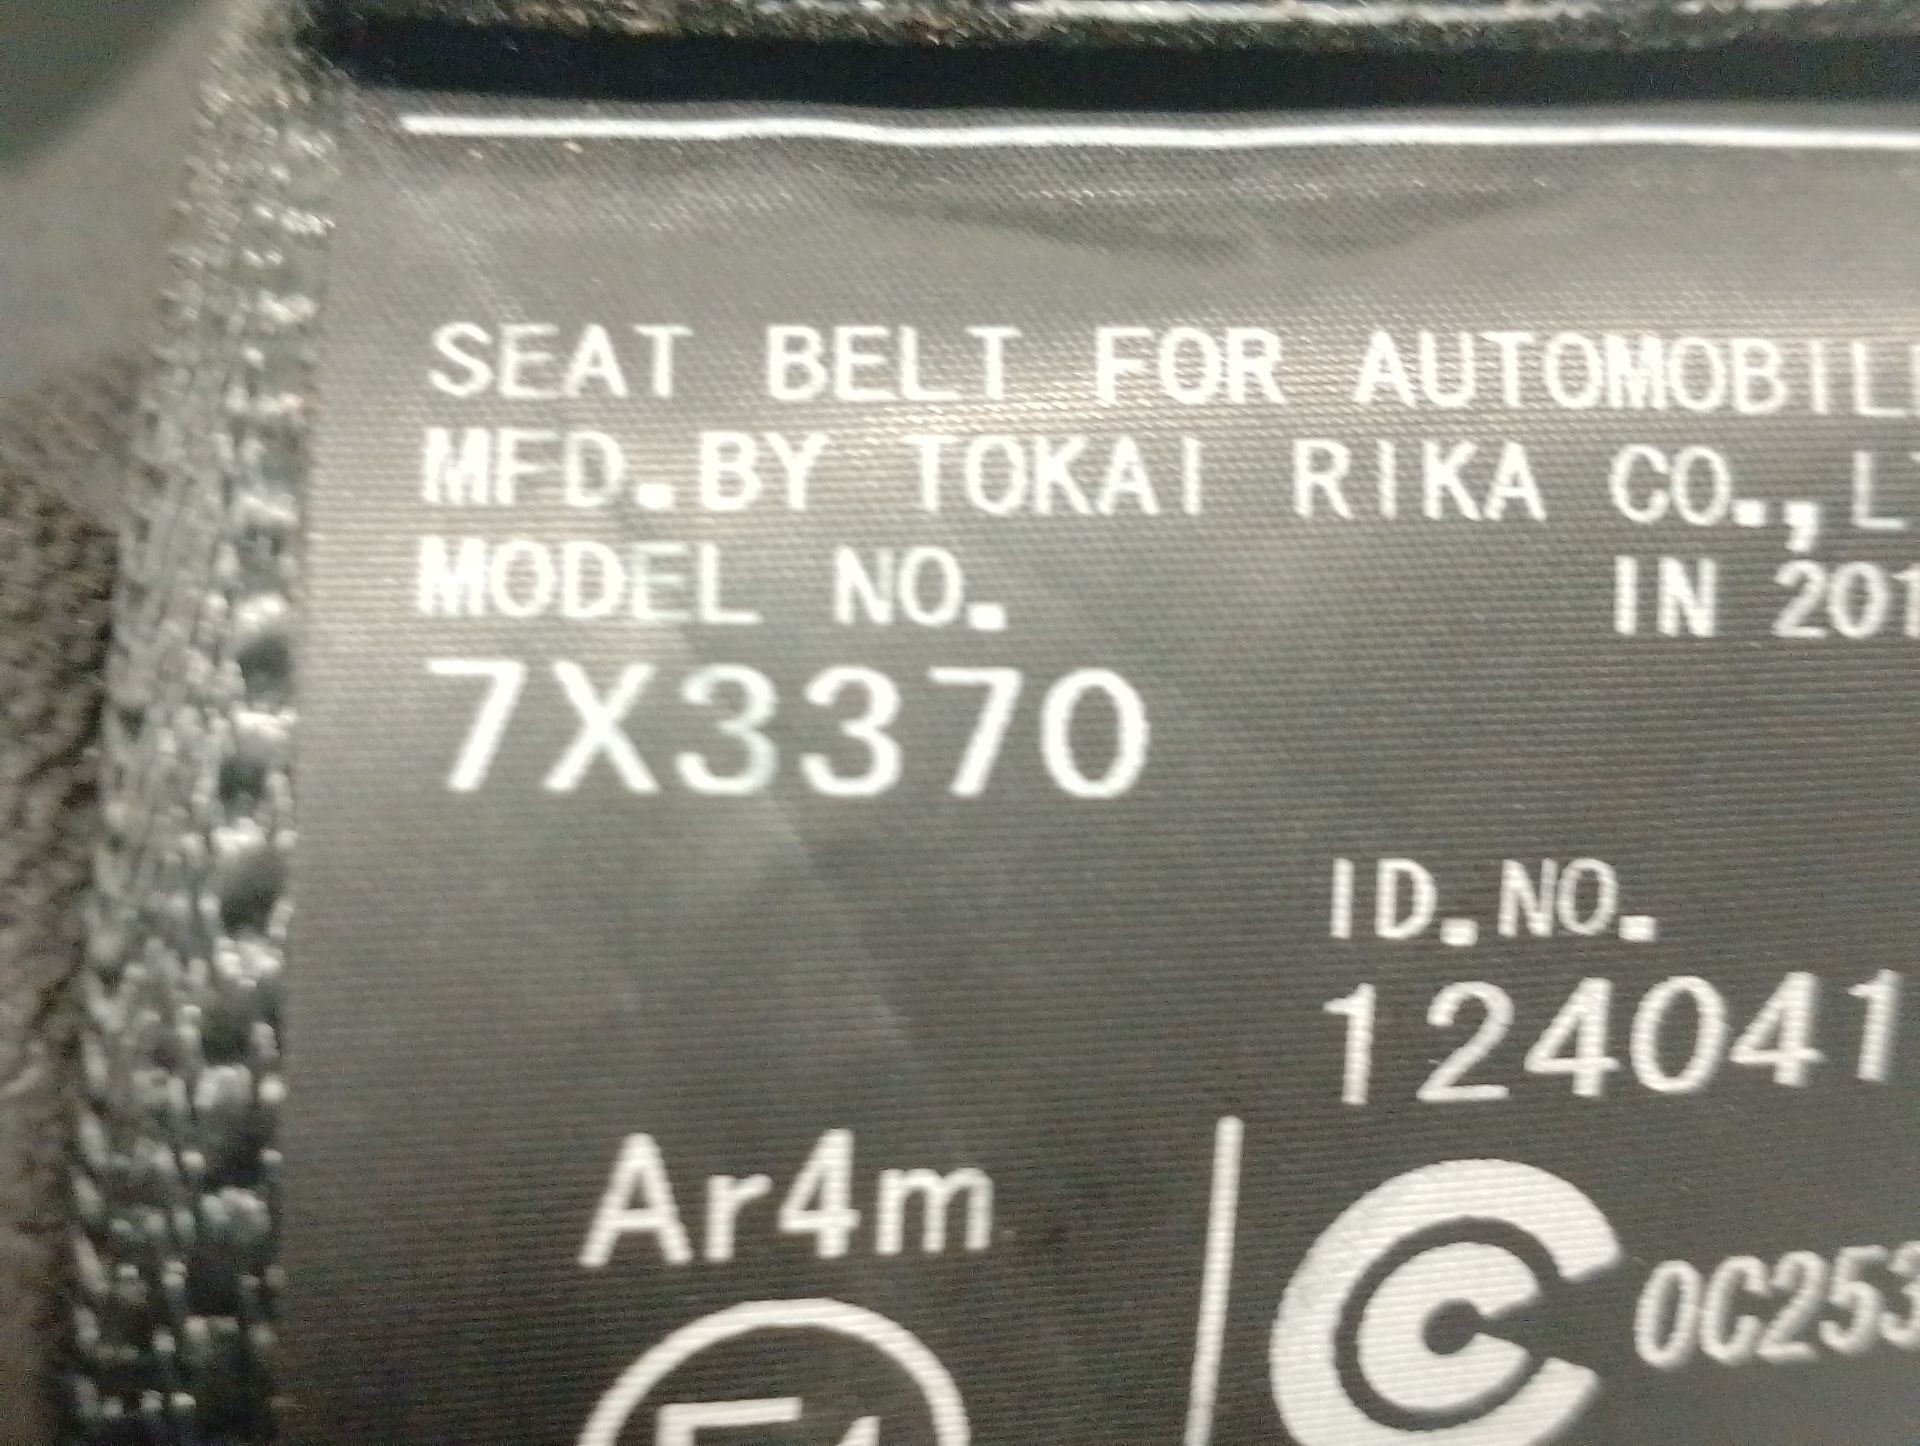 SEAT BELT FOR AUTOMOBIL
MFD.BY TOKAI RIKA CO.,L
MODEL NO.
IN 201
7X3370
ID.NO.
124041
Ar4m
0C253